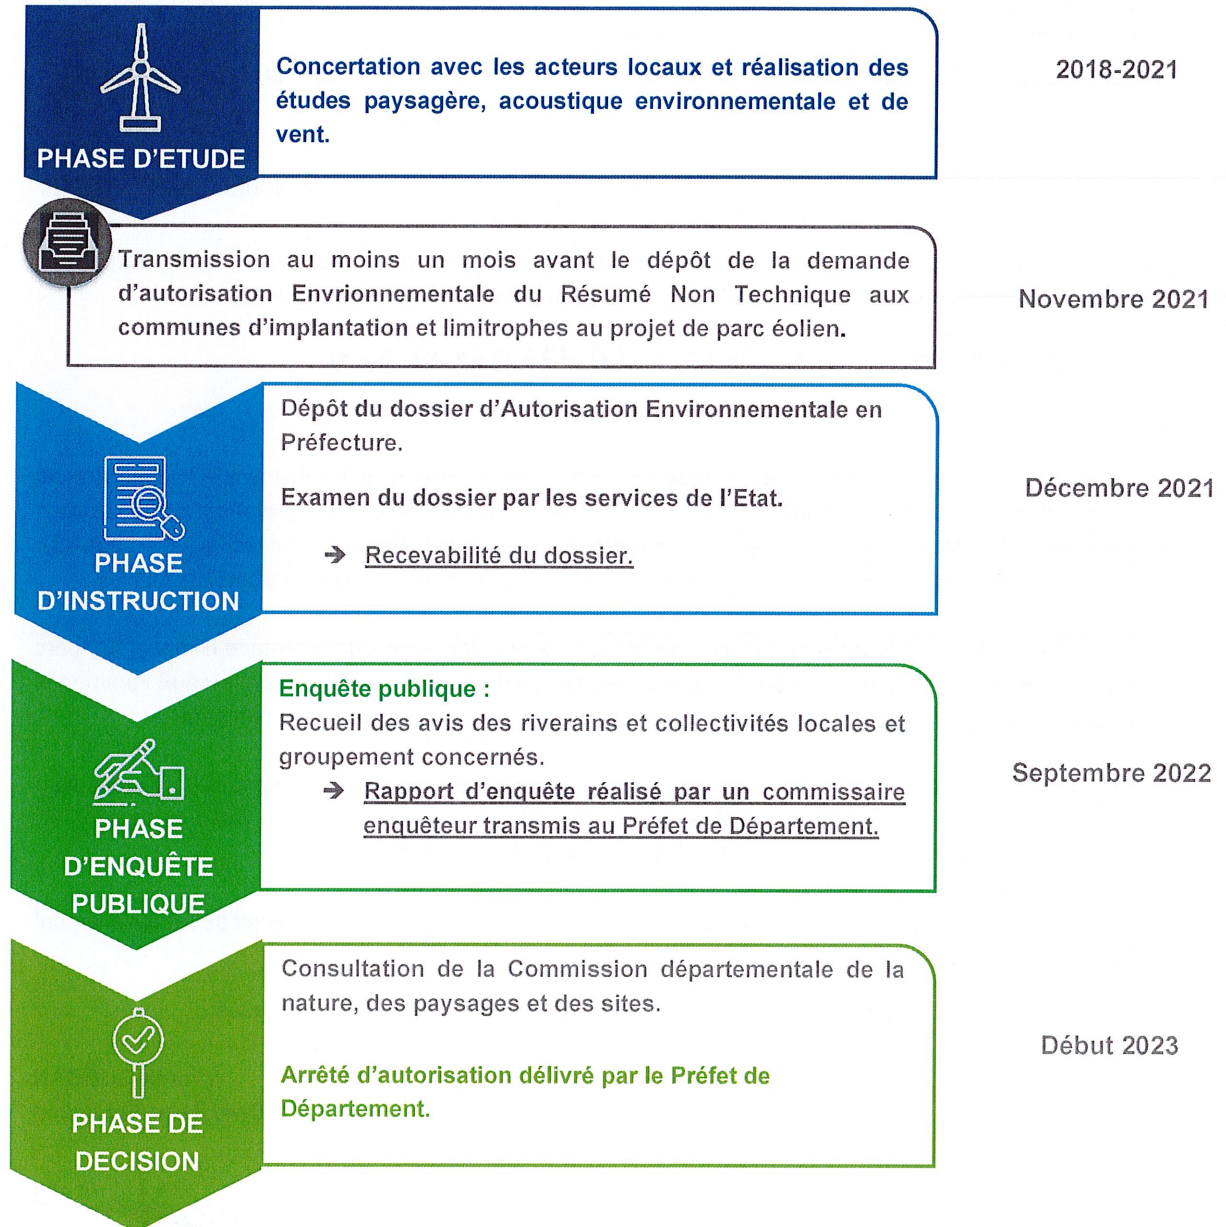 PHASE D'ETUDE
Concertation avec les acteurs locaux et réalisation des
études paysagère, acoustique environnementale et de
vent.
2018-2021
Transmission au moins un mois avant le dépôt de la demande
d'autorisation Envrionnementale du Résumé Non Technique aux
communes d'implantation et limitrophes au projet de parc éolien.
Novembre 2021
PHASE
D'INSTRUCTION
Dépôt du dossier d'Autorisation Environnementale en
Préfecture.
Examen du dossier par les services de l'Etat.
→ Recevabilité du dossier.
Décembre 2021
PHASE
D'ENQUÊTE
PUBLIQUE
Enquête publique :
Recueil des avis des riverains et collectivités locales et
groupement concernés.
→ Rapport d'enquête réalisé par un commissaire
enquêteur transmis au Préfet de Département.
Septembre 2022
PHASE DE
DECISION
Consultation de la Commission départementale de la
nature, des paysages et des sites.
Arrêté d'autorisation délivré par le Préfet de
Département.
Début 2023